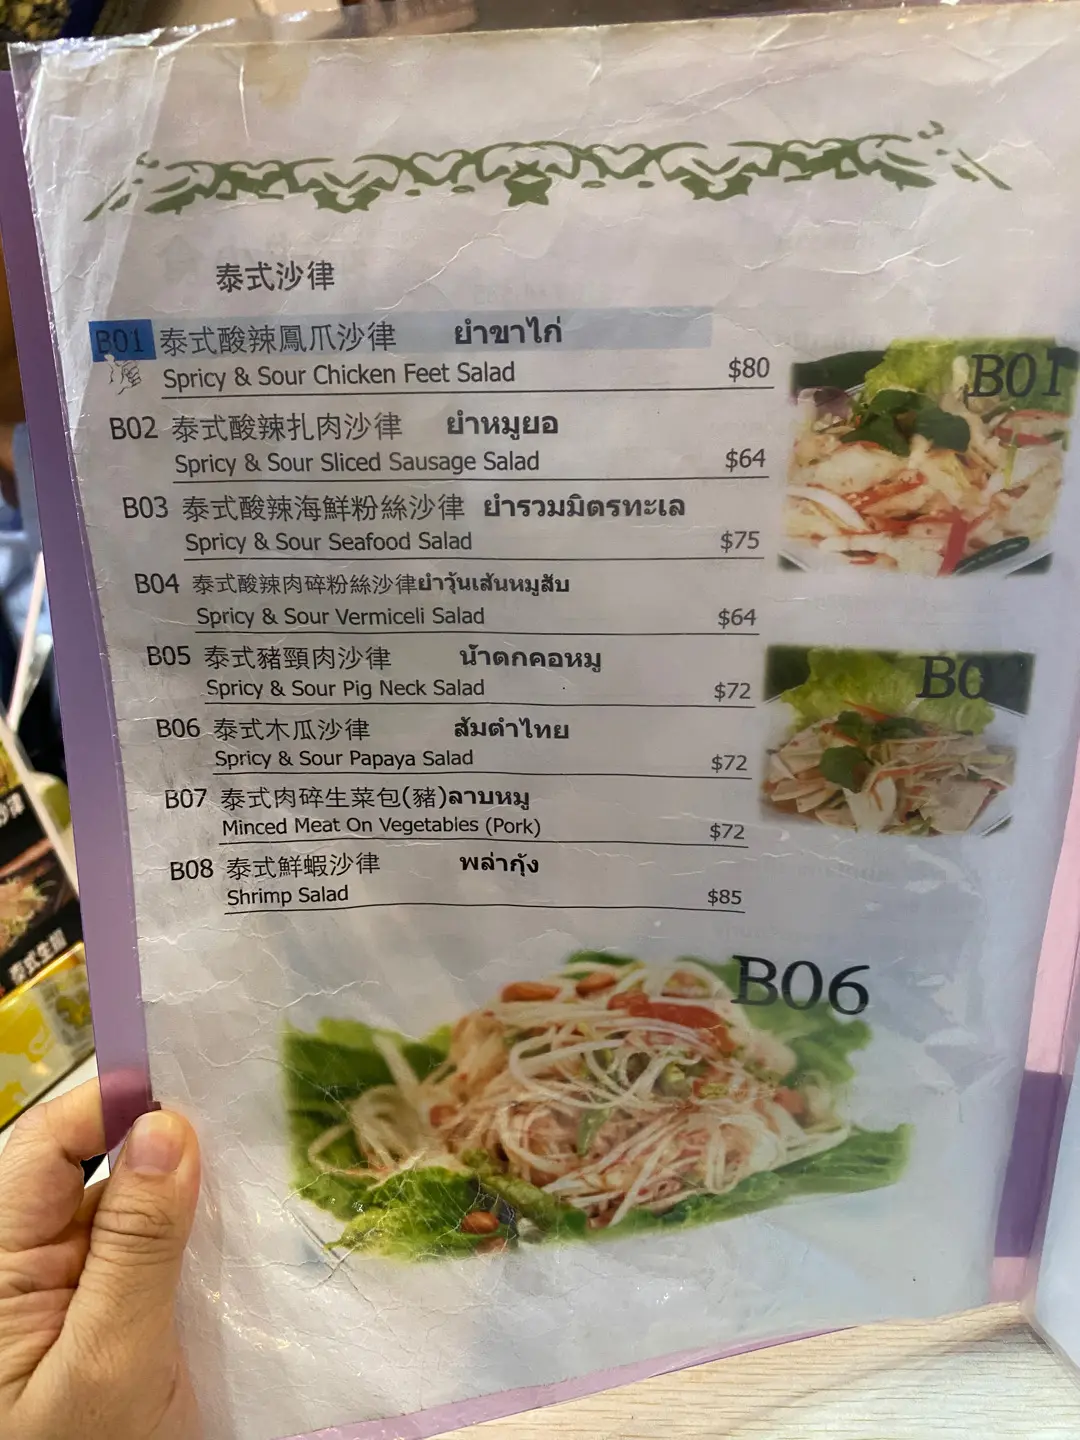 泰式沙律
B01 泰式酸辣鳳爪沙律 ยำขาไก่
Spricy & Sour Chicken Feet Salad $80
B02 泰式酸辣扎肉沙律 ยำหมูยอ
Spricy & Sour Sliced Sausage Salad $64
B03 泰式酸辣海鮮粉絲沙律 ยำรวมมิตรทะเล
Spricy & Sour Seafood Salad $75
B04 泰式酸辣肉碎粉絲沙律ยำวุ้นเส้นหมูสับ
Spricy & Sour Vermiceli Salad $64
B05 泰式豬頸肉沙律 น้ำตกคอหมู
Spricy & Sour Pig Neck Salad $72
B06 泰式木瓜沙律 ส้มตำไทย
Spricy & Sour Papaya Salad $72
B07 泰式肉碎生菜包(豬)ลาบหมู
Minced Meat On Vegetables (Pork) $72
B08 泰式鮮蝦沙律 พล่ากุ้ง
Shrimp Salad $85
B01
B0
B06